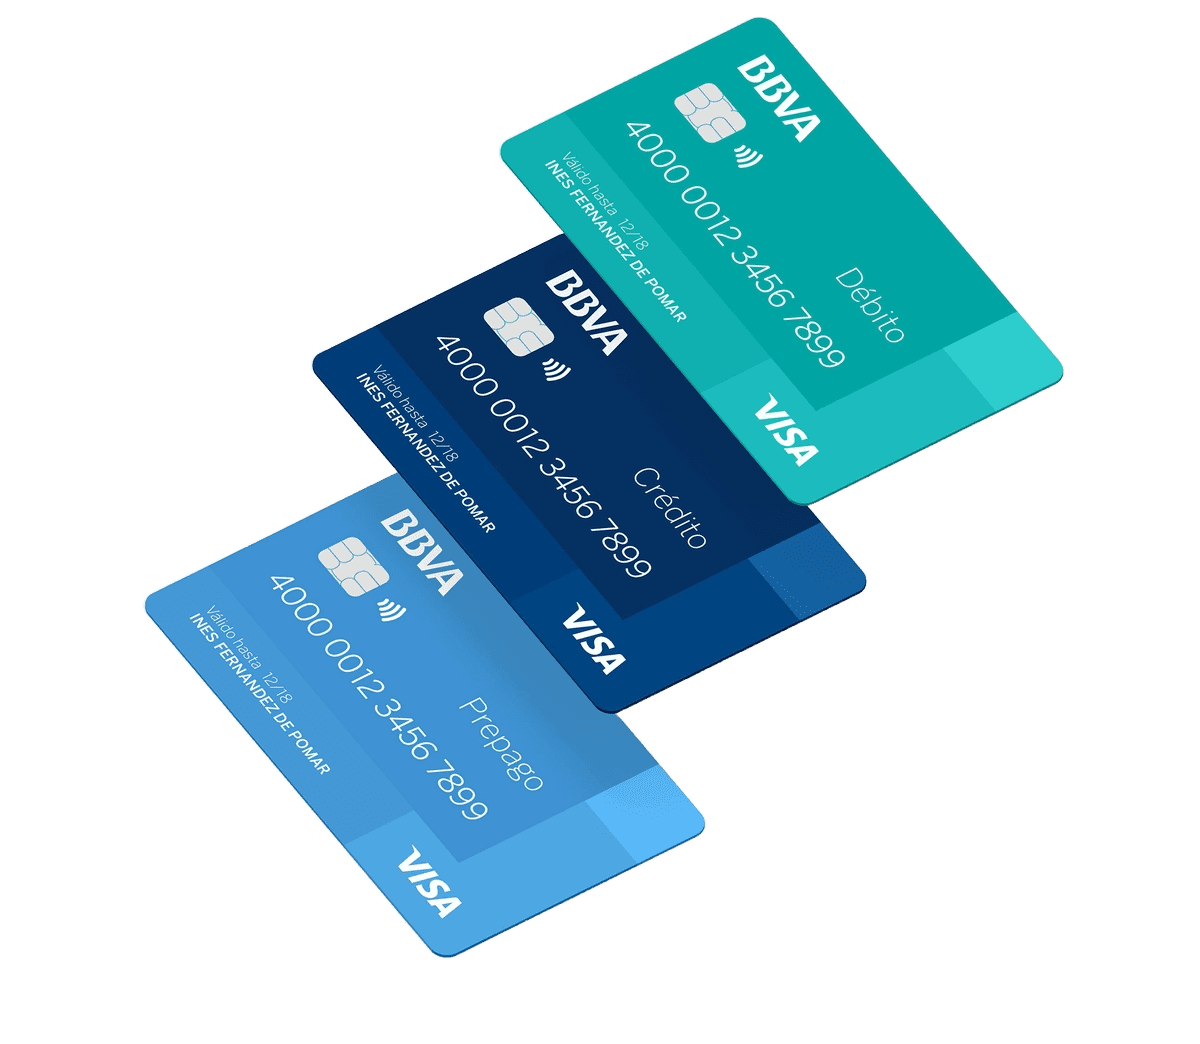 BBVA
4000 0012 3456 7899
Débito
Válido hasta 12/18
INES FERNANDEZ DE POMAR
VISA
BBVA
4000 0012 3456 7899
Crédito
Válido hasta 12/18
INES FERNANDEZ DE POMAR
VISA
BBVA
4000 0012 3456 7899
Prepago
Válido hasta 12/18
INES FERNANDEZ DE POMAR
VISA